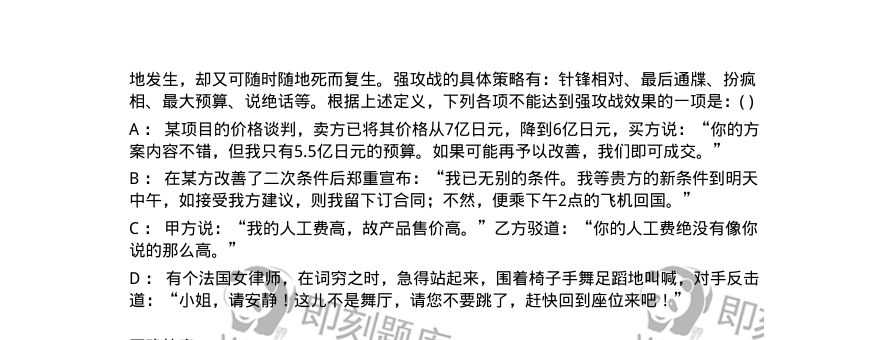 地发生，却又可随时随地死而复生。强攻战的具体策略有：针锋相对、最后通牒、扮疯
相、最大预算、说绝话等。根据上述定义，下列各项不能达到强攻战效果的一项是：( )
A： 某项目的价格谈判，卖方已将其价格从7亿日元，降到6亿日元，买方说：“你的方
案内容不错，但我只有5.5亿日元的预算。如果可能再予以改善，我们即可成交。”
B： 在某方改善了二次条件后郑重宣布：“我已无别的条件。我等贵方的新条件到明天
中午，如接受我方建议，则我留下订合同；不然，便乘下午2点的飞机回国。”
C： 甲方说：“我的人工费高，故产品售价高。”乙方驳道：“你的人工费绝没有像你
说的那么高。”
D： 有个法国女律师，在词穷之时，急得站起来，围着椅子手舞足蹈地叫喊，对手反击
道：“小姐，请安静！这儿不是舞厅，请您不要跳了，赶快回到座位来吧！”
即刻题库
即刻